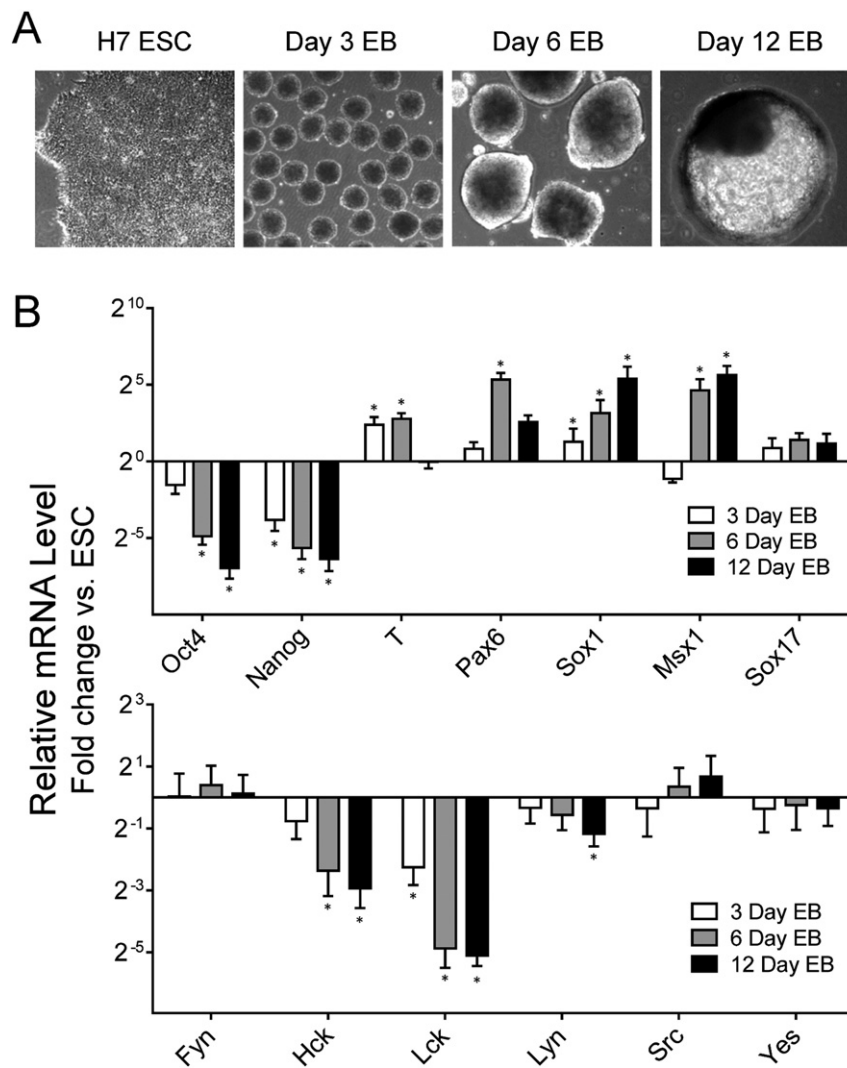 A
H7 ESC
Day 3 EB
Day 6 EB
Day 12 EB
B
Relative mRNA Level
Fold change vs. ESC
2^10
2^5
2^0
2^-5
* * * * * * * * * * * * *
3 Day EB
6 Day EB
12 Day EB
Oct4
Nanog
T
Pax6
Sox1
Msx1
Sox17
2^3
2^1
2^-1
2^-3
2^-5
* * * * * *
3 Day EB
6 Day EB
12 Day EB
Fyn
Hck
Lck
Lyn
Src
Yes